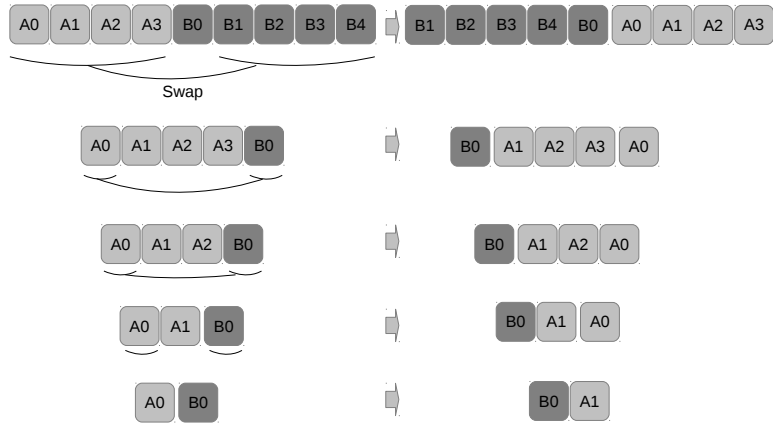 A0 A1 A2 A3 B0 B1 B2 B3 B4 B1 B2 B3 B4 B0 A0 A1 A2 A3
Swap
A0 A1 A2 A3 B0 B0 A1 A2 A3 A0
A0 A1 A2 B0 B0 A1 A2 A0
A0 A1 B0 B0 A1 A0
A0 B0 B0 A1